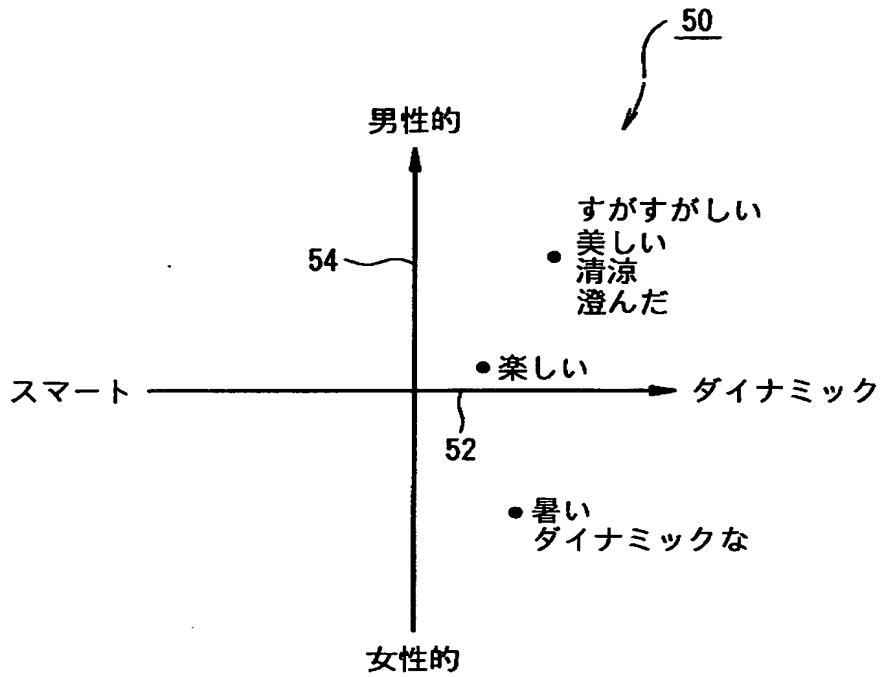 50
男性的
すがすがしい
美しい
清涼
澄んだ
54
楽しい
スマート
ダイナミック
52
暑い
ダイナミックな
女性的